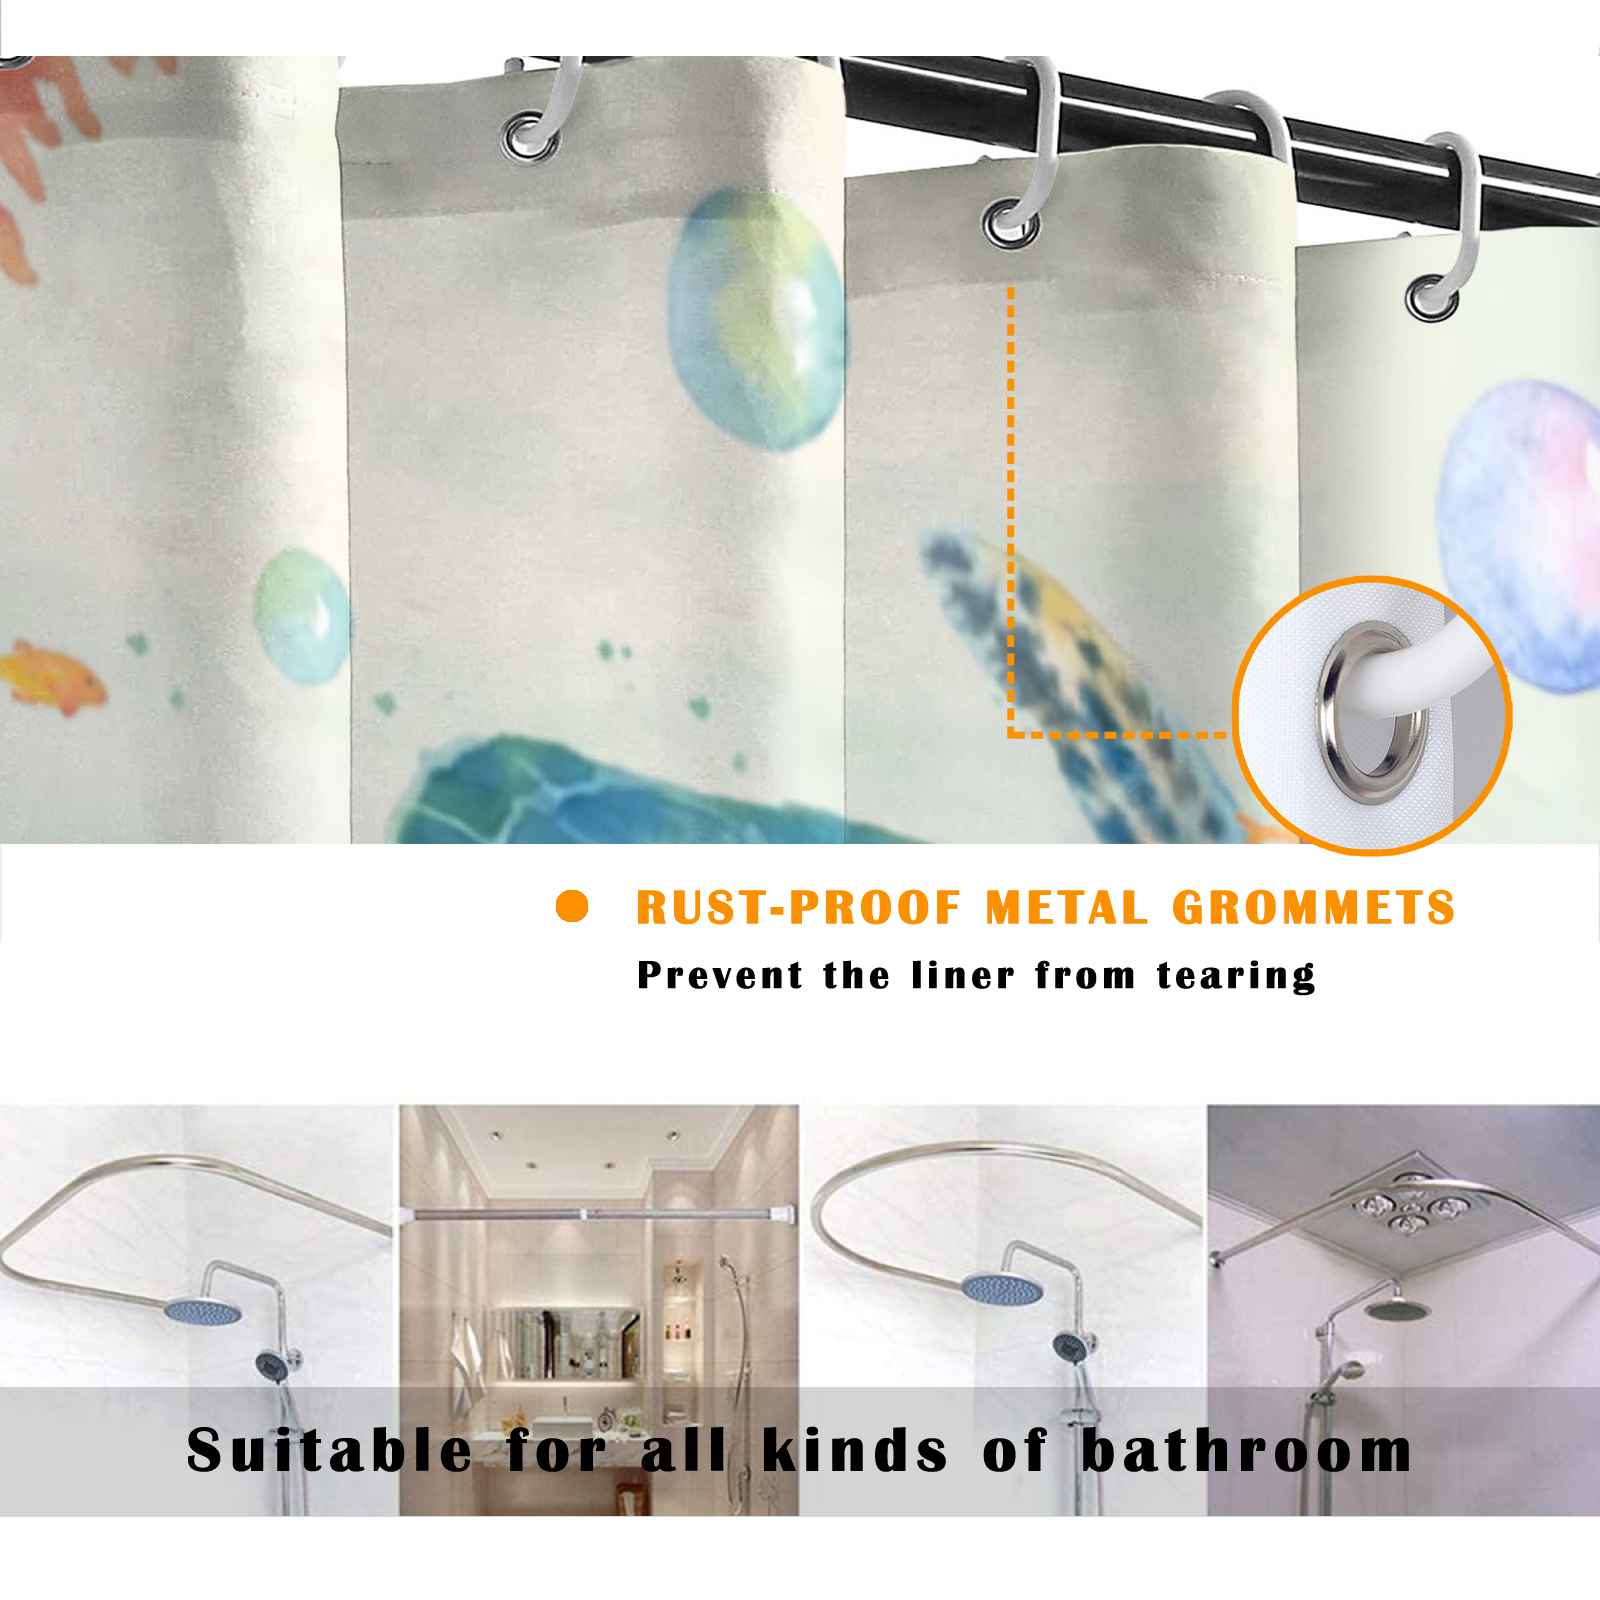 RUST-PROOF METAL GROMMETS
Prevent the liner from tearing
Suitable for all kinds of bathroom